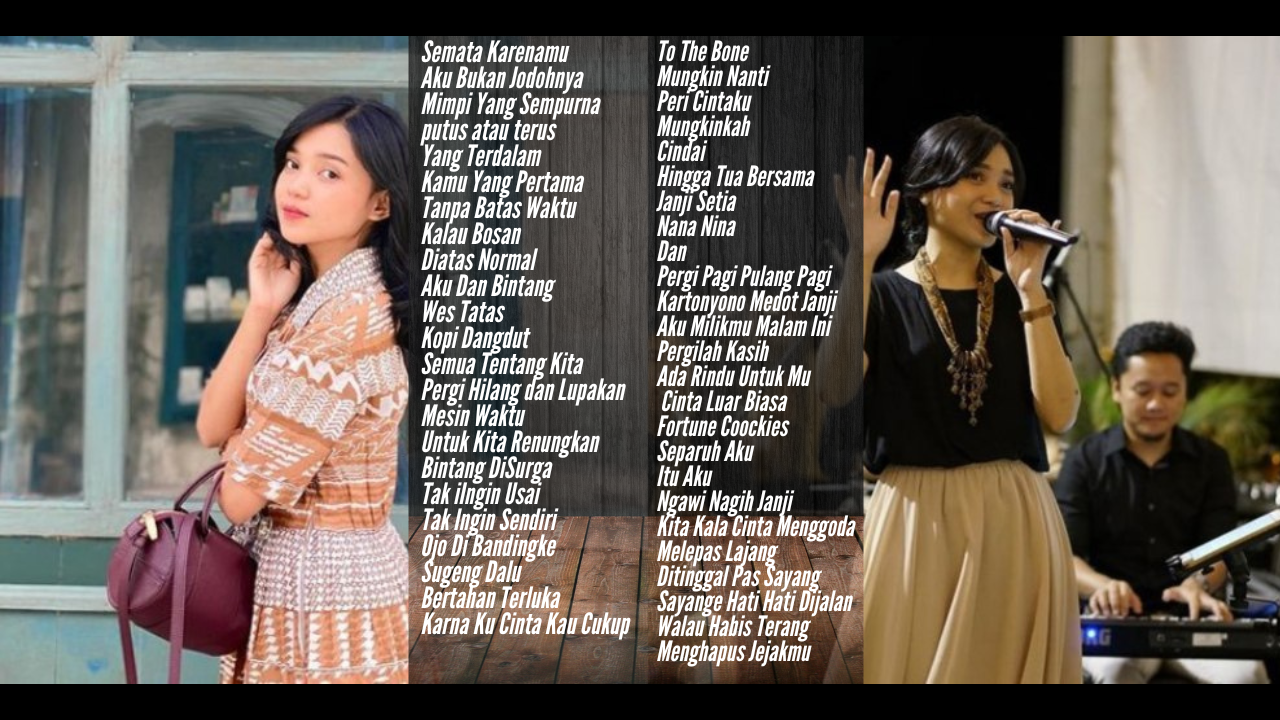 Semata Karenamu
Aku Bukan Jodohnya
Mimpi Yang Sempurna
putus atau terus
Yang Terdalam
Kamu Yang Pertama
Tanpa Batas Waktu
Kalau Bosan
Diatas Normal
Aku Dan Bintang
Wes Tatas
Kopi Dangdut
Semua Tentang Kita
Pergi Hilang dan Lupakan
Mesin Waktu
Untuk Kita Renungkan
Bintang DiSurga
Tak iIngin Usai
Tak Ingin Sendiri
Ojo Di Bandingke
Sugeng Dalu
Bertahan Terluka
Karna Ku Cinta Kau Cukup
To The Bone
Mungkin Nanti
Peri Cintaku
Mungkinkah
Cindai
Hingga Tua Bersama
Janji Setia
Nana Nina
Dan
Pergi Pagi Pulang Pagi
Kartonyono Medot Janji
Aku Milikmu Malam Ini
Pergilah Kasih
Ada Rindu Untuk Mu
Cinta Luar Biasa
Fortune Coockies
Separuh Aku
Itu Aku
Ngawi Nagih Janji
Kita Kala Cinta Menggoda
Melepas Lajang
Ditinggal Pas Sayang
Sayange Hati Hati Dijalan
Walau Habis Terang
Menghapus Jejakmu